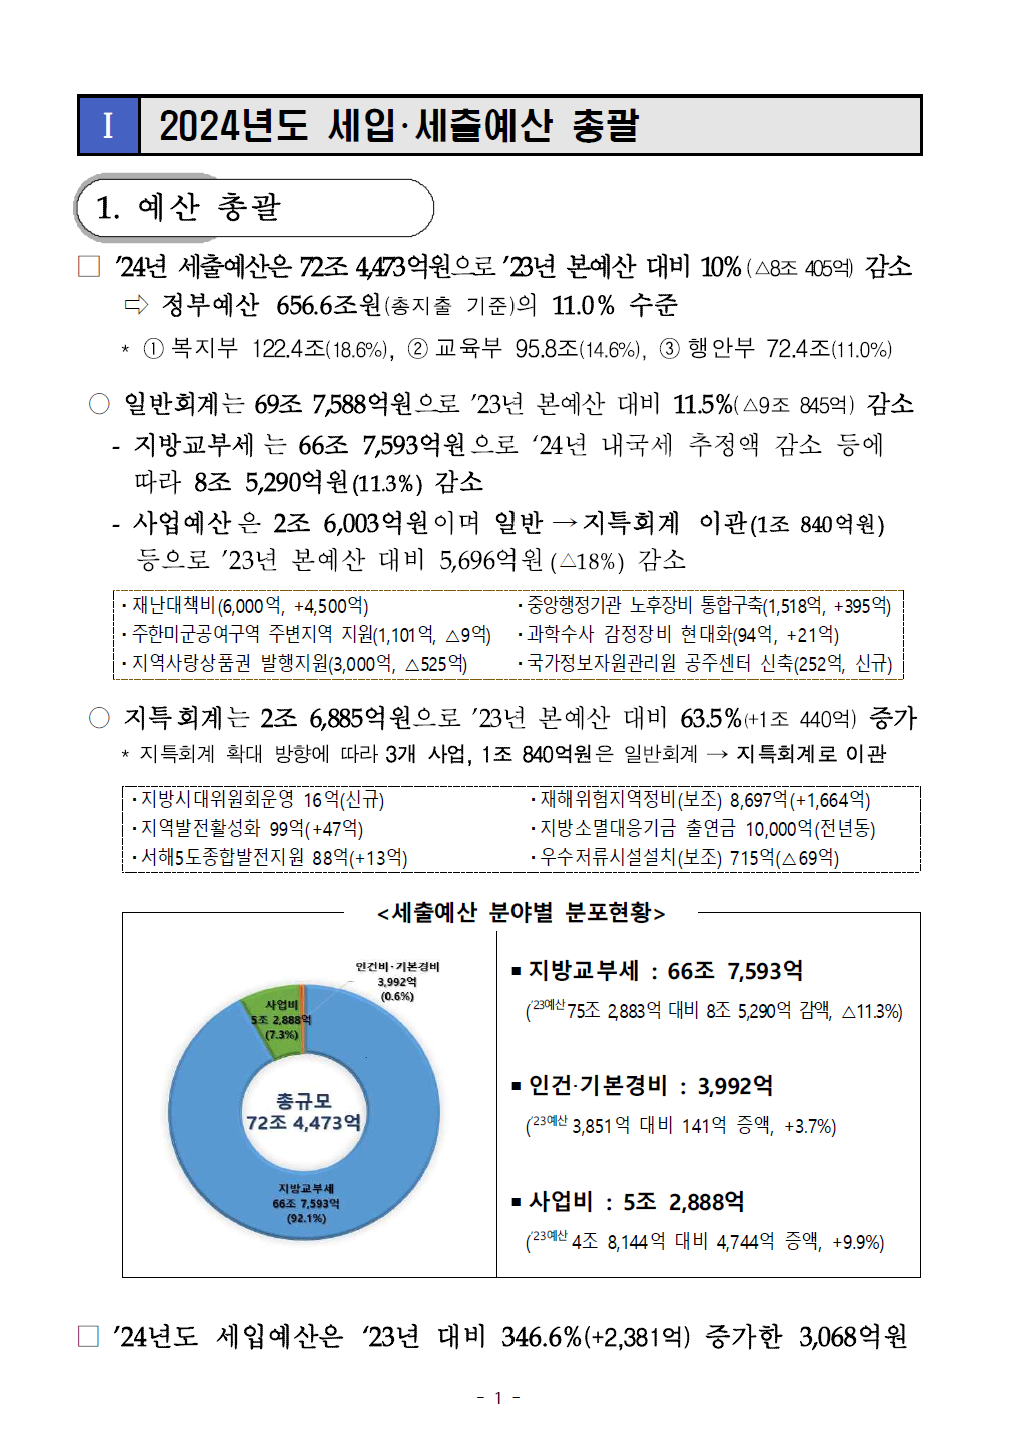 Ⅰ 2024년도 세입·세출예산 총괄
1. 예산 총괄
□ ’24년 세출예산은 72조 4,473억원으로 ’23년 본예산 대비 10%(△8조 405억) 감소
⇨ 정부예산 656.6조원(총지출 기준)의 11.0% 수준
* ① 복지부 122.4조(18.6%), ② 교육부 95.8조(14.6%), ③ 행안부 72.4조(11.0%)
○ 일반회계는 69조 7,588억원으로 ’23년 본예산 대비 11.5%(△9조 845억) 감소
- 지방교부세는 66조 7,593억원으로 ‘24년 내국세 추정액 감소 등에
따라 8조 5,290억원(11.3%) 감소
- 사업예산은 2조 6,003억원이며 일반→지특회계 이관(1조 840억원)
등으로 ’23년 본예산 대비 5,696억원(△18%) 감소
· 재난대책비(6,000억, +4,500억) · 중앙행정기관 노후장비 통합구축(1,518억, +395억)
· 주한미군공여구역 주변지역 지원(1,101억, △9억) · 과학수사 감정장비 현대화(94억, +21억)
· 지역사랑상품권 발행지원(3,000억, △525억) · 국가정보자원관리원 공주센터 신축(252억, 신규)
○ 지특회계는 2조 6,885억원으로 ’23년 본예산 대비 63.5%(+1조 440억) 증가
* 지특회계 확대 방향에 따라 3개 사업, 1조 840억원은 일반회계 → 지특회계로 이관
· 지방시대위원회운영 16억(신규) · 재해위험지역정비(보조) 8,697억(+1,664억)
· 지역발전활성화 99억(+47억) · 지방소멸대응기금 출연금 10,000억(전년동)
· 서해5도종합발전지원 88억(+13억) · 우수저류시설설치(보조) 715억(△69억)
<세출예산 분야별 분포현황>
인건비·기본경비
3,992억
(0.6%)
사업비
5조 2,888억
(7.3%)
총규모
72조 4,473억
지방교부세
66조 7,593억
(92.1%)
▪ 지방교부세 : 66조 7,593억
(’23예산 75조 2,883억 대비 8조 5,290억 감액, △11.3%)
▪ 인건·기본경비 : 3,992억
(’23예산 3,851억 대비 141억 증액, +3.7%)
▪ 사업비 : 5조 2,888억
(’23예산 4조 8,144억 대비 4,744억 증액, +9.9%)
□ ’24년도 세입예산은 ‘23년 대비 346.6%(+2,381억) 증가한 3,068억원
- 1 -